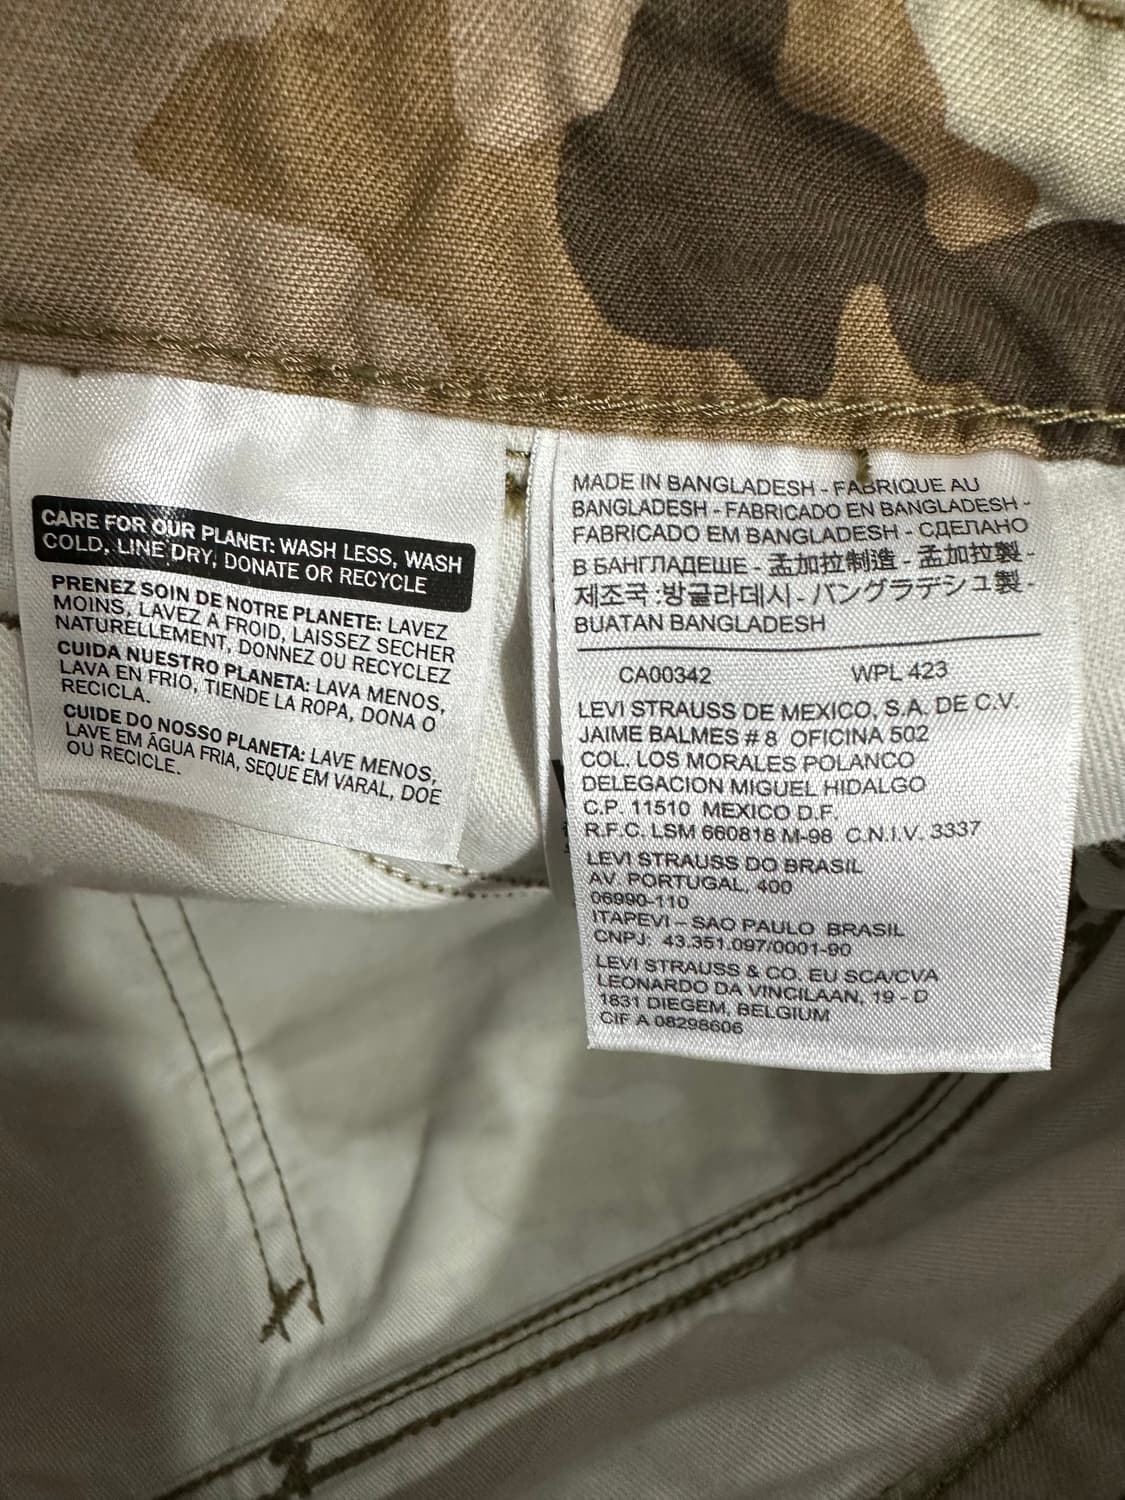 CARE FOR OUR PLANET: WASH LESS, WASH
COLD, LINE DRY, DONATE OR RECYCLE
PRENEZ SOIN DE NOTRE PLANETE: LAVEZ
MOINS, LAVEZ A FROID, LAISSEZ SECHER
NATURELLEMENT, DONNEZ OU RECYCLEZ
CUIDA NUESTRO PLANETA: LAVA MENOS,
LAVA EN FRIO, TIENDE LA ROPA, DONA O
RECICLA.
CUIDE DO NOSSO PLANETA: LAVE MENOS,
LAVE EM ÁGUA FRIA, SEQUE EM VARAL, DOE
OU RECICLE.
MADE IN BANGLADESH - FABRIQUE AU
BANGLADESH - FABRICADO EN BANGLADESH -
FABRICADO EM BANGLADESH - СДЕЛАНО
В БАНГЛАДЕШЕ - 孟加拉制造 - 孟加拉製 -
제조국 :방글라데시 - バングラデシュ製 -
BUATAN BANGLADESH
CA00342 WPL 423
LEVI STRAUSS DE MEXICO, S.A. DE C.V.
JAIME BALMES # 8 OFICINA 502
COL. LOS MORALES POLANCO
DELEGACION MIGUEL HIDALGO
C.P. 11510 MEXICO D.F.
R.F.C. LSM 660818 M-98 C.N.I.V. 3337
LEVI STRAUSS DO BRASIL
AV. PORTUGAL, 400
06990-110
ITAPEVI – SAO PAULO BRASIL
CNPJ: 43.351.097/0001-90
LEVI STRAUSS & CO. EU SCA/CVA
LEONARDO DA VINCILAAN, 19 - D
1831 DIEGEM, BELGIUM
CIF A 08298606